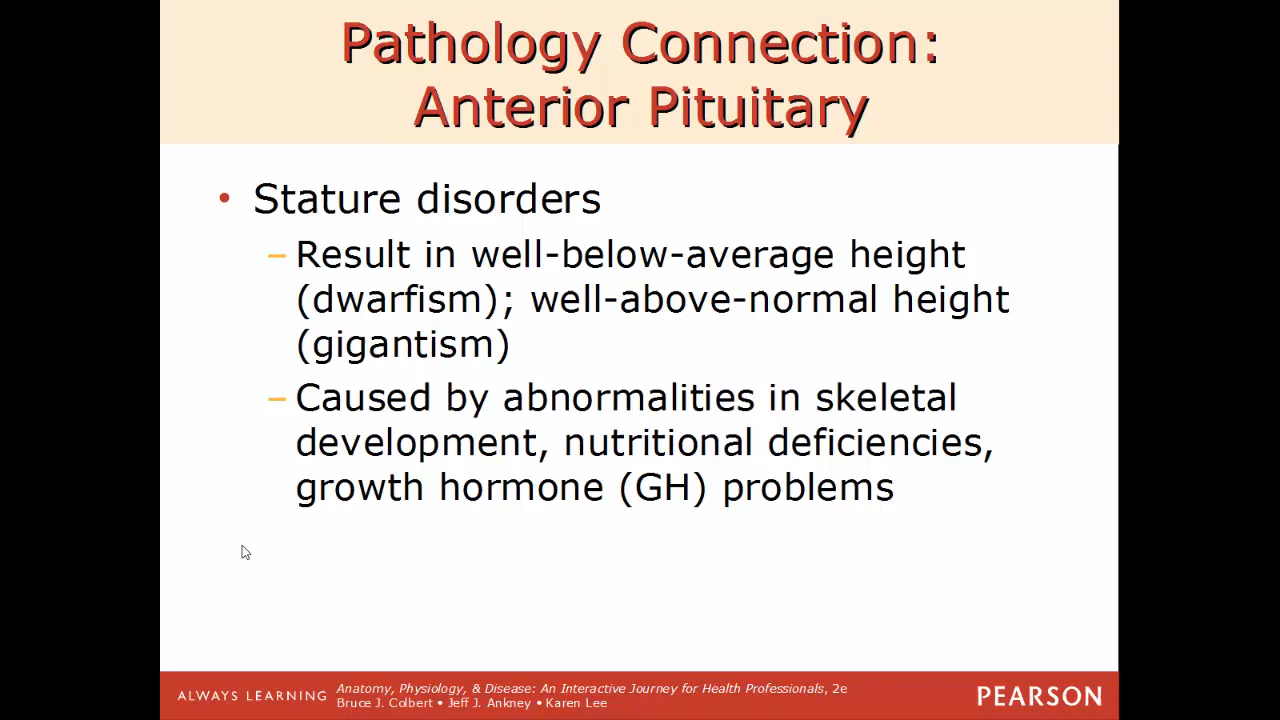 Pathology Connection:
Anterior Pituitary
• Stature disorders
– Result in well-below-average height
(dwarfism); well-above-normal height
(gigantism)
– Caused by abnormalities in skeletal
development, nutritional deficiencies,
growth hormone (GH) problems
ALWAYS LEARNING
Anatomy, Physiology, & Disease: An Interactive Journey for Health Professionals, 2e
Bruce J. Colbert • Jeff J. Ankney • Karen Lee
PEARSON